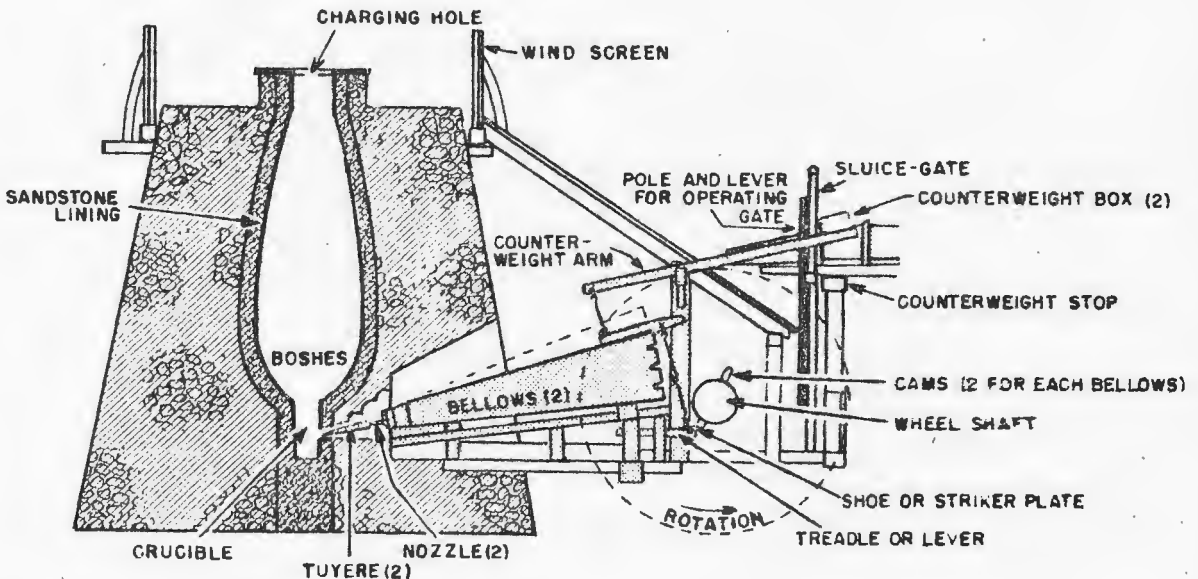 CHARGING HOLE
WIND SCREEN
SLUICE-GATE
POLE AND LEVER
FOR OPERATING
GATE
COUNTERWEIGHT BOX (2)
SANDSTONE
LINING
COUNTER-
WEIGHT ARM
COUNTERWEIGHT STOP
BOSHES
CAMS (2 FOR EACH BELLOWS)
BELLOWS (2)
WHEEL SHAFT
SHOE OR STRIKER PLATE
ROTATION
TREADLE OR LEVER
CRUCIBLE
NOZZLE(2)
TUYERE(2)